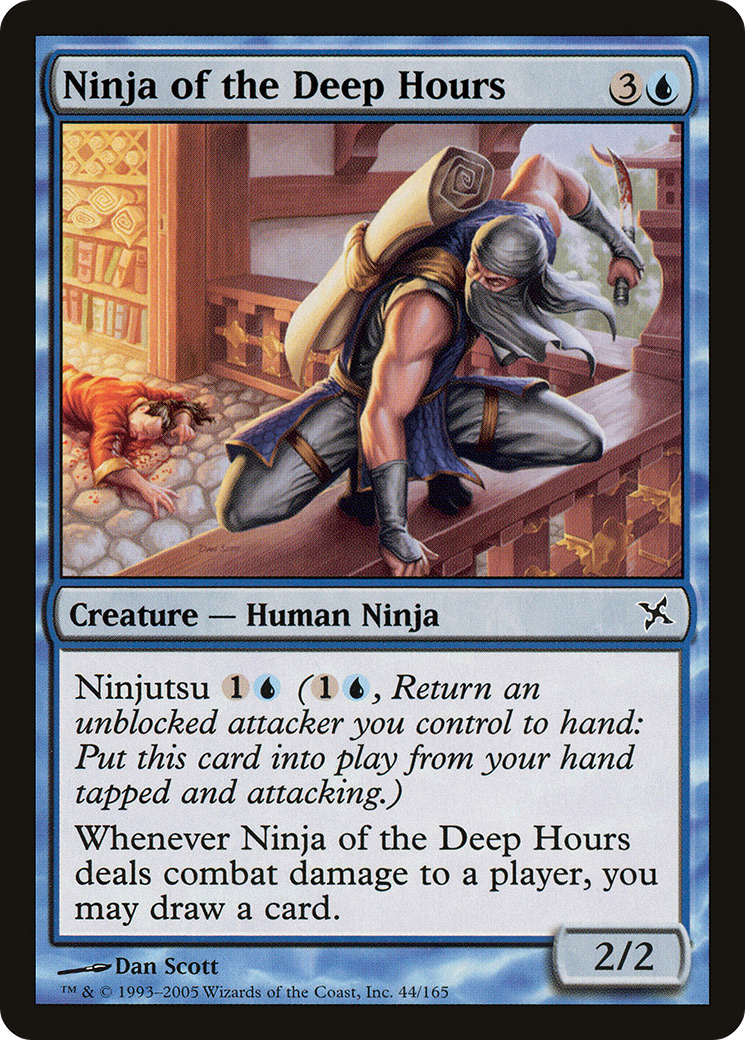 Ninja of the Deep Hours 3
Creature — Human Ninja
Ninjutsu 1 (1, Return an
unblocked attacker you control to hand:
Put this card into play from your hand
tapped and attacking.)
Whenever Ninja of the Deep Hours
deals combat damage to a player, you
may draw a card.
2/2
Dan Scott
™ & © 1993–2005 Wizards of the Coast, Inc. 44/165